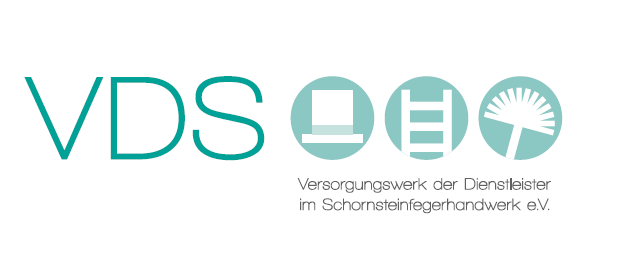 VDS
Versorgungswerk der Dienstleister
im Schornsteinfegerhandwerk e.V.